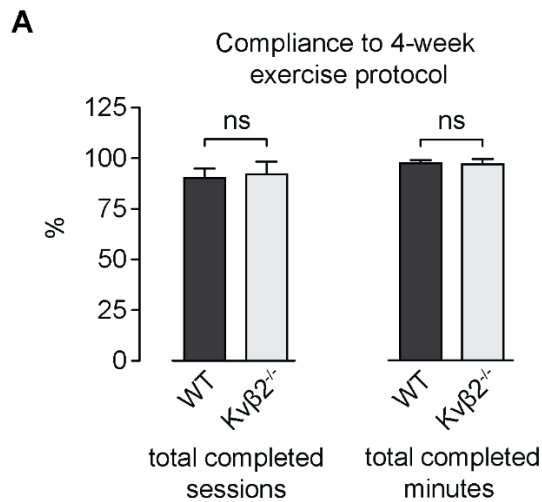 A
Compliance to 4-week
exercise protocol
125
100
75
50
25
0
%
ns
ns
WT
Kvβ2-/-
WT
Kvβ2-/-
total completed
sessions
total completed
minutes